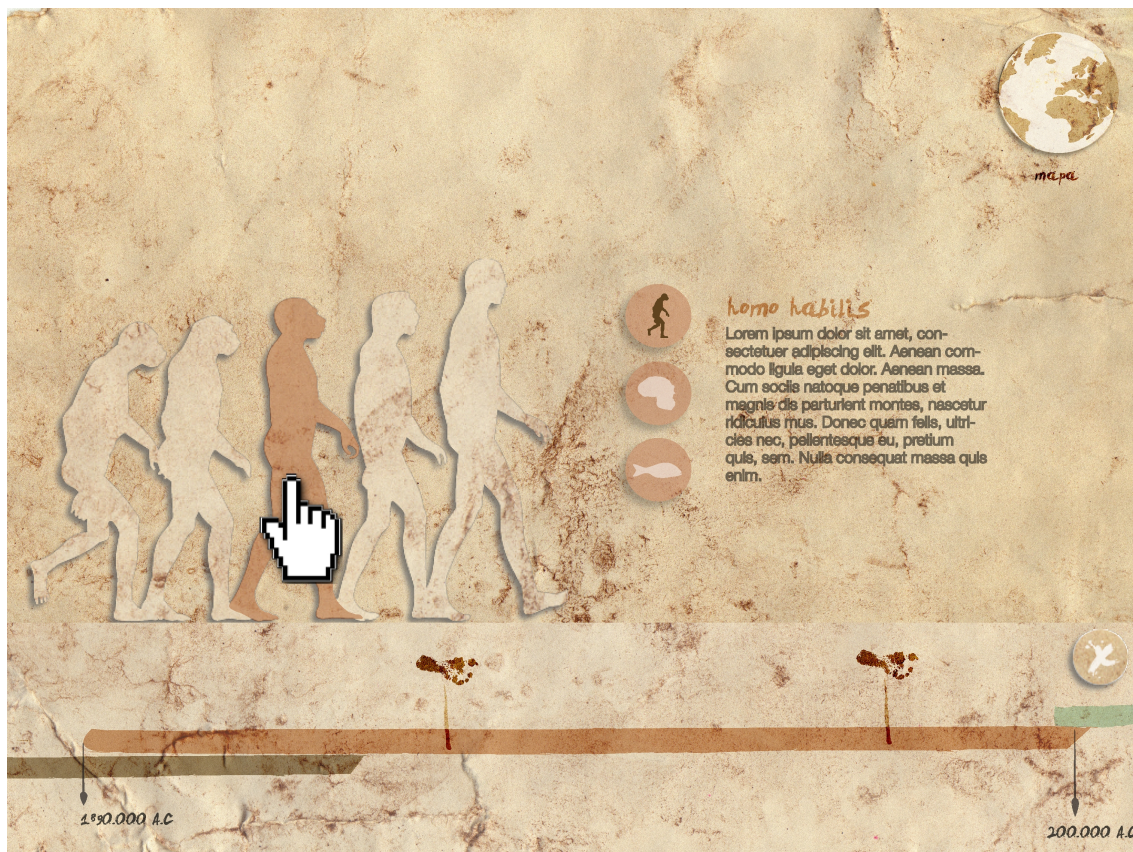 mapa
homo habilis
Lorem ipsum dolor sit amet, con-
sectetuer adipiscing elit. Aenean com-
modo ligula eget dolor. Aenean massa.
Cum sociis natoque penatibus et
magnis dis parturient montes, nascetur
ridiculus mus. Donec quam felis, ultri-
cies nec, pellentesque eu, pretium
quis, sem. Nulla consequat massa quis
enim.
200.000 A.C